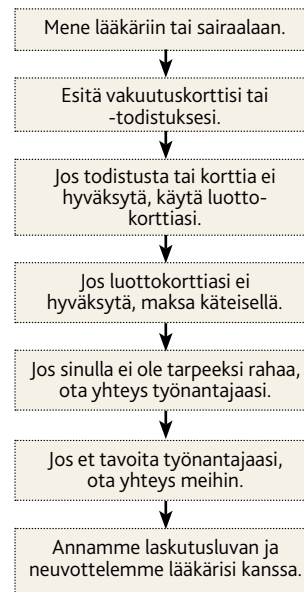 Mene lääkäriin tai sairaalaan.
Esitä vakuutuskorttisi tai
-todistuksesi.
Jos todistusta tai korttia ei
hyväksytä, käytä luotto-
korttiasi.
Jos luottokorttiasi ei
hyväksytä, maksa käteisellä.
Jos sinulla ei ole tarpeeksi rahaa,
ota yhteys työnantajaasi.
Jos et tavoita työnantajaasi,
ota yhteys meihin.
Annamme laskutusluvan ja
neuvottelemme lääkärisi kanssa.